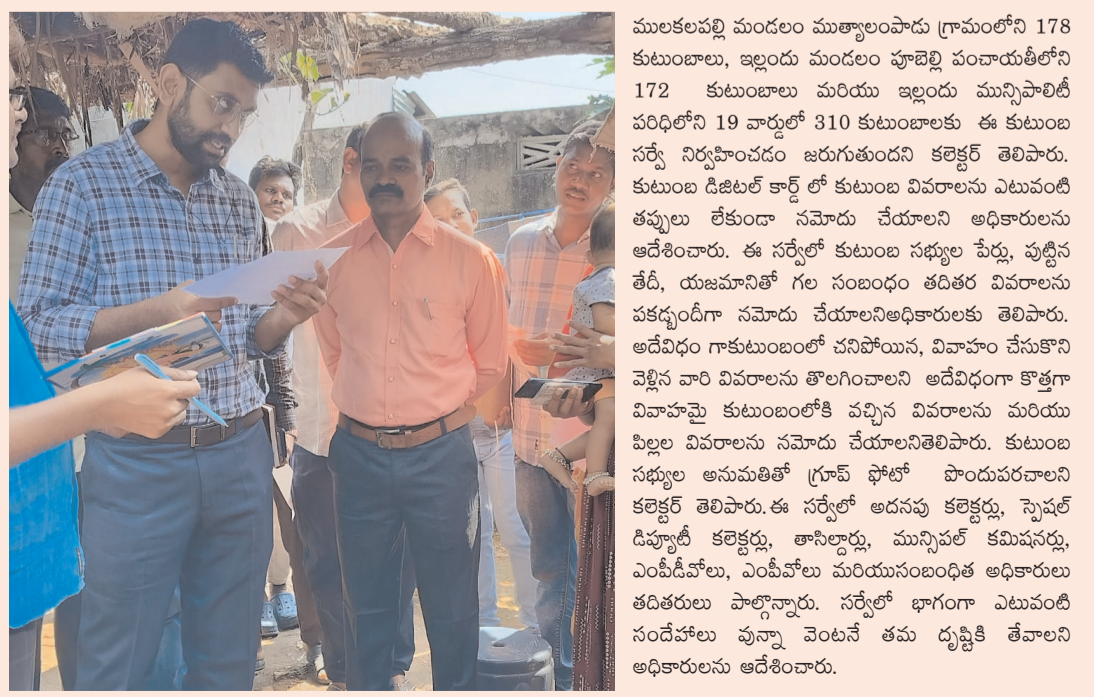 ములకలపల్లి మండలం ముత్యాలంపాడు గ్రామంలోని 178
కుటుంబాలు, ఇల్లందు మండలం పూబెల్లి పంచాయతీలోని
172 కుటుంబాలు మరియు ఇల్లందు మున్సిపాలిటీ
పరిధిలోని 19 వార్డులో 310 కుటుంబాలకు ఈ కుటుంబ
సర్వే నిర్వహించడం జరుగుతుందని కలెక్టర్ తెలిపారు.
కుటుంబ డిజిటల్ కార్డ్ లో కుటుంబ వివరాలను ఎటువంటి
తప్పులు లేకుండా నమోదు చేయాలని అధికారులను
ఆదేశించారు. ఈ సర్వేలో కుటుంబ సభ్యుల పేర్లు, పుట్టిన
తేదీ, యజమానితో గల సంబంధం తదితర వివరాలను
పకడ్బందీగా నమోదు చేయాలనిఅధికారులకు తెలిపారు.
అదేవిధం గాకుటుంబంలో చనిపోయిన, వివాహం చేసుకొని
వెళ్లిన వారి వివరాలను తొలగించాలని అదేవిధంగా కొత్తగా
వివాహమై కుటుంబంలోకి వచ్చిన వివరాలను మరియు
పిల్లల వివరాలను నమోదు చేయాలనితెలిపారు. కుటుంబ
సభ్యుల అనుమతితో గ్రూప్ ఫోటో పొందుపరచాలని
కలెక్టర్ తెలిపారు.ఈ సర్వేలో అదనపు కలెక్టర్లు, స్పెషల్
డిప్యూటీ కలెక్టర్లు, తాసిల్దార్లు, మున్సిపల్ కమిషనర్లు,
ఎంపీడీవోలు, ఎంపీవోలు మరియుసంబంధిత అధికారులు
తదితరులు పాల్గొన్నారు. సర్వేలో భాగంగా ఎటువంటి
సందేహాలు వున్నా వెంటనే తమ దృష్టికి తేవాలని
అధికారులను ఆదేశించారు.